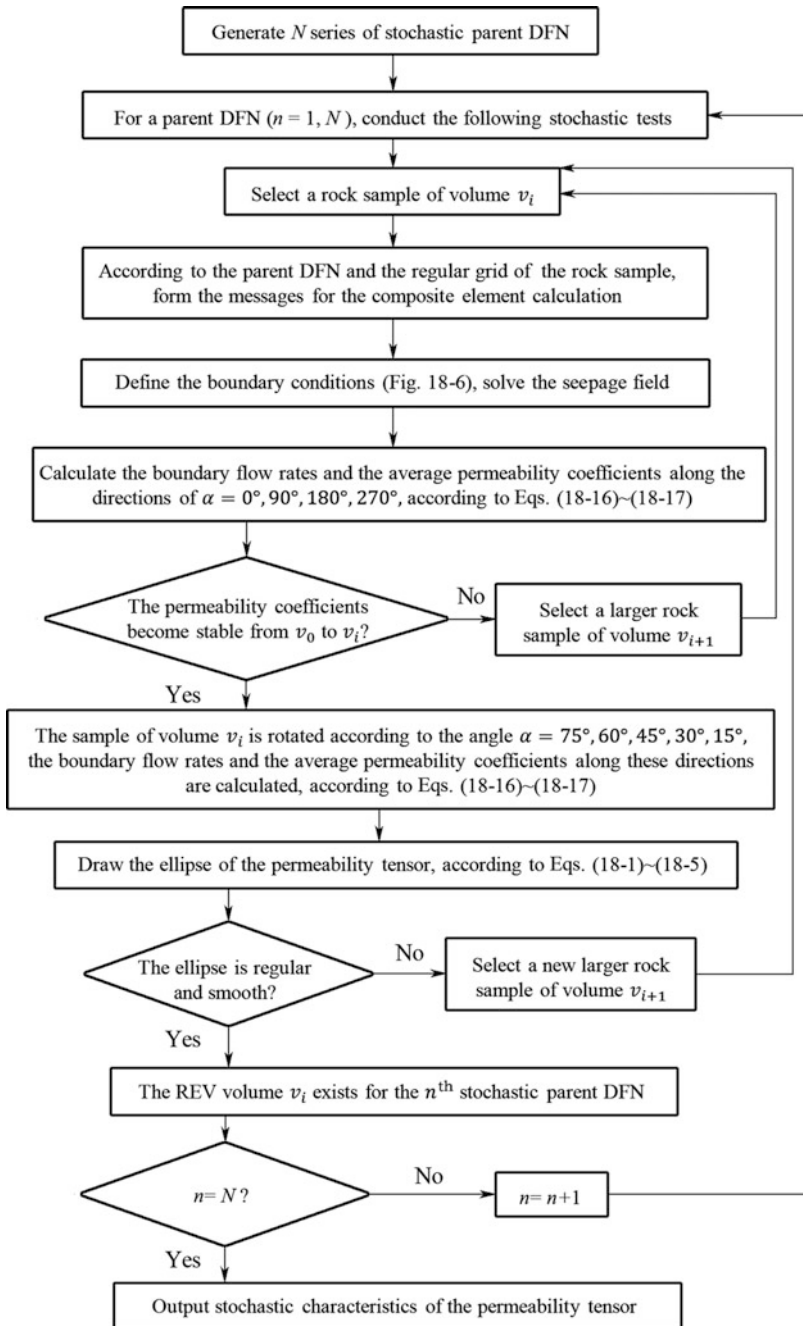 Generate N series of stochastic parent DFN
For a parent DFN (n = 1, N ), conduct the following stochastic tests
Select a rock sample of volume vᵢ
According to the parent DFN and the regular grid of the rock sample,
form the messages for the composite element calculation
Define the boundary conditions (Fig. 18-6), solve the seepage field
Calculate the boundary flow rates and the average permeability coefficients along the
directions of α = 0°, 90°, 180°, 270°, according to Eqs. (18-16)~(18-17)
The permeability coefficients
become stable from v₀ to vᵢ?
No
Select a larger rock
sample of volume vᵢ₊₁
Yes
The sample of volume vᵢ is rotated according to the angle α = 75°, 60°, 45°, 30°, 15°,
the boundary flow rates and the average permeability coefficients along these directions
are calculated, according to Eqs. (18-16)~(18-17)
Draw the ellipse of the permeability tensor, according to Eqs. (18-1)~(18-5)
The ellipse is regular
and smooth?
No
Select a new larger rock
sample of volume vᵢ₊₁
Yes
The REV volume vᵢ exists for the nᵗʰ stochastic parent DFN
n= N ?
No
n= n+1
Yes
Output stochastic characteristics of the permeability tensor